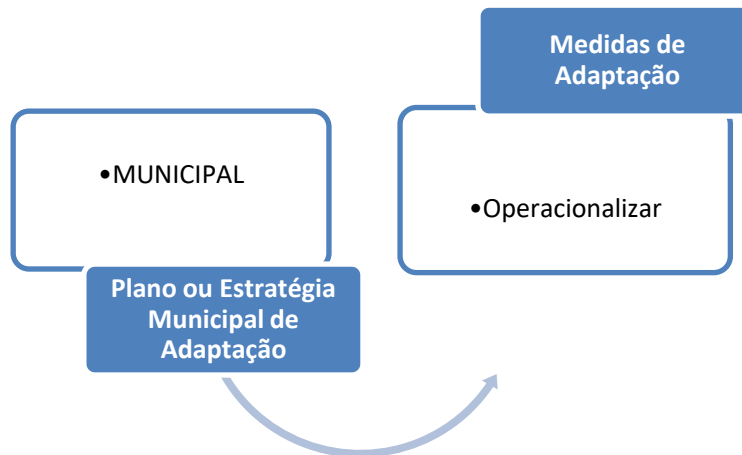 •MUNICIPAL
Plano ou Estratégia
Municipal de
Adaptação
Medidas de
Adaptação
•Operacionalizar